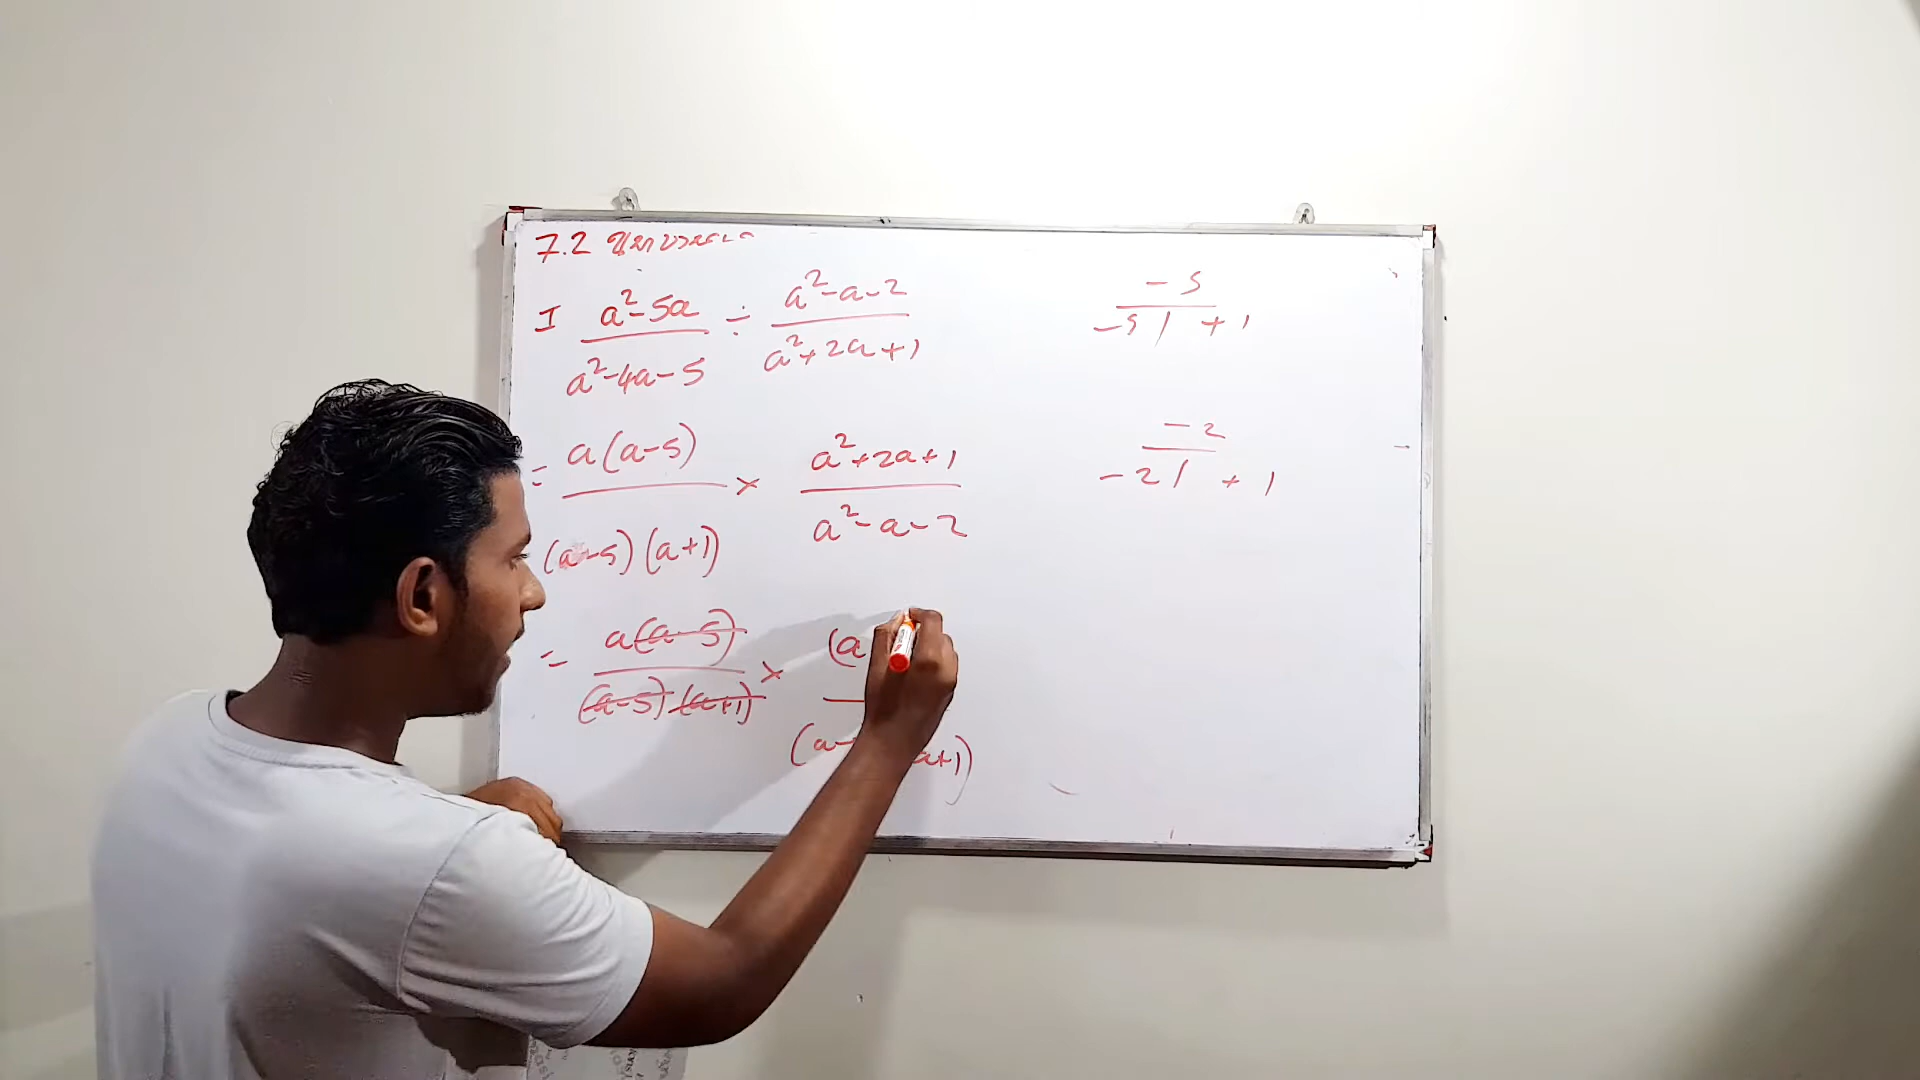 7.2
I (a²-5a)/(a²-4a-5) ÷ (a²-a-2)/(a²+2a+1)
= a(a-5)/((a-5)(a+1)) × (a²+2a+1)/(a²-a-2)
= a(a-5)/((a-5)(a+1)) × (a /(a- a+1)
-5
-5 / +1
-2
-2 / +1